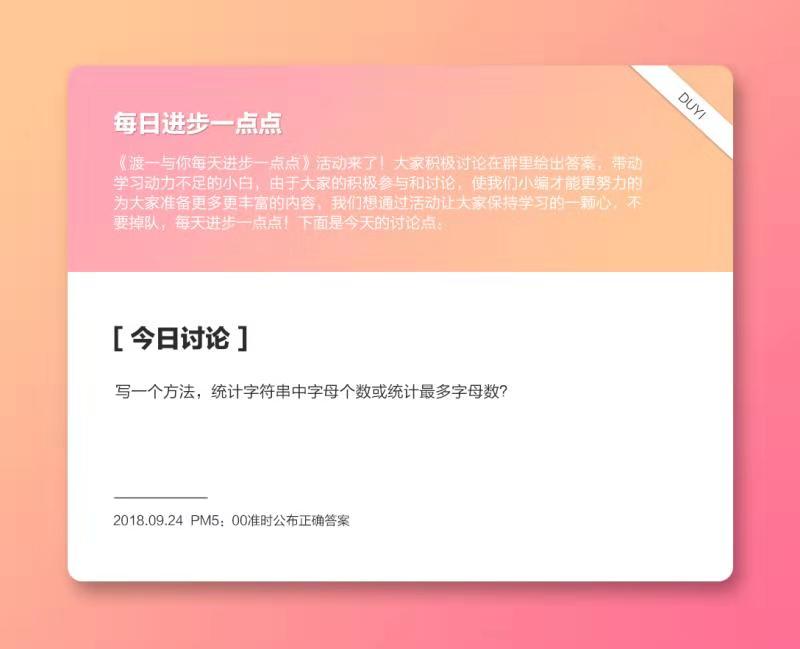 DUYI
每日进步一点点
《渡一与你每天进步一点点》活动来了！大家积极讨论在群里给出答案，带动
学习动力不足的小白，由于大家的积极参与和讨论，使我们小编才能更努力的
为大家准备更多更丰富的内容，我们想通过活动让大家保持学习的一颗心，不
要掉队，每天进步一点点！下面是今天的讨论点：
[ 今日讨论 ]
写一个方法，统计字符串中字母个数或统计最多字母数？
2018.09.24 PM5：00准时公布正确答案